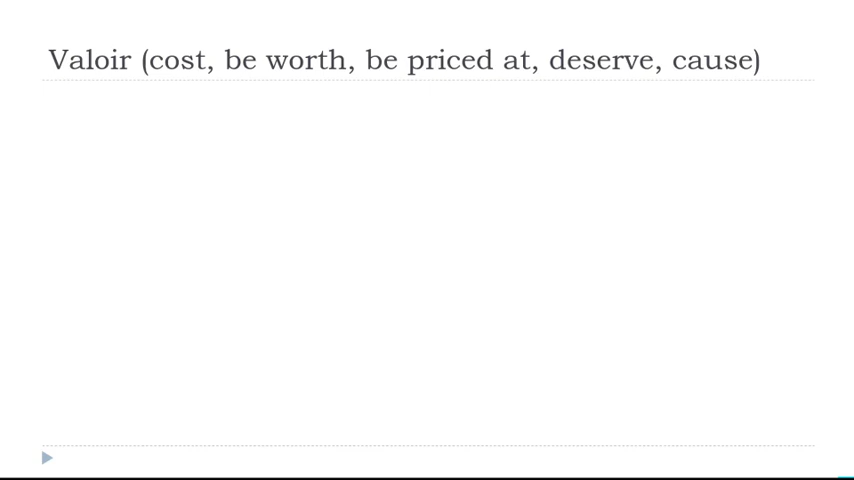 Valoir (cost, be worth, be priced at, deserve, cause)